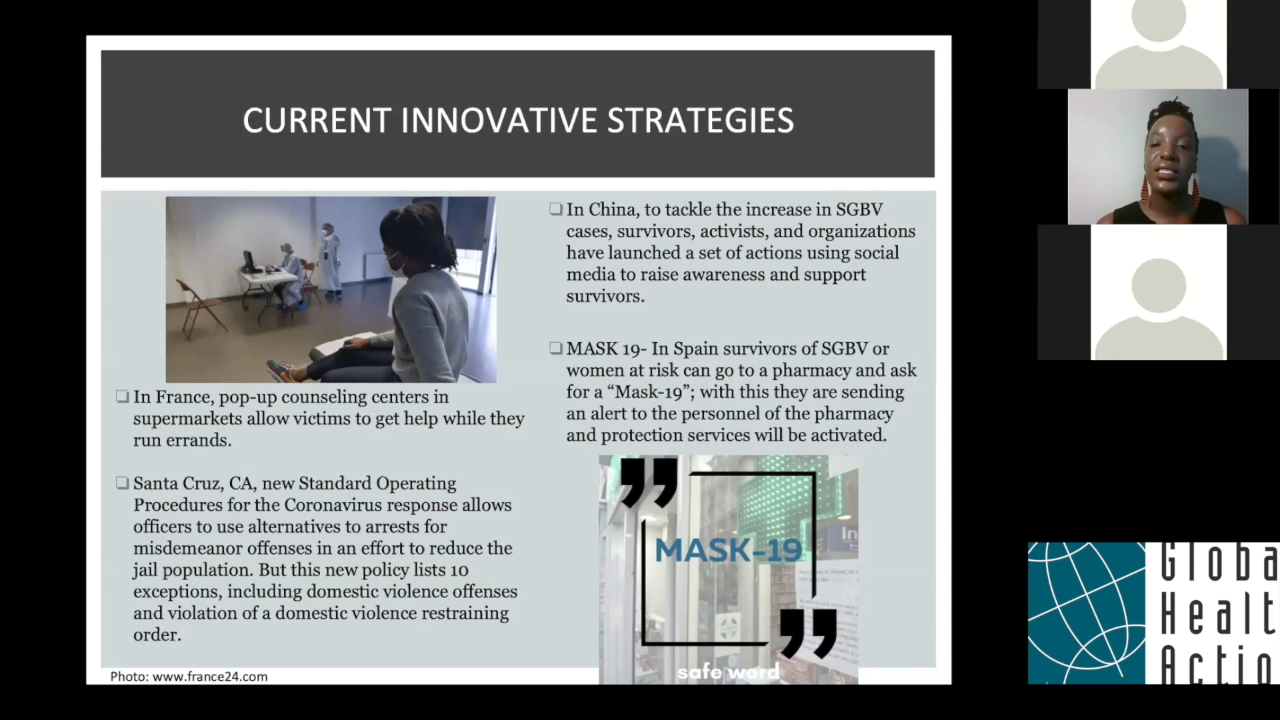 CURRENT INNOVATIVE STRATEGIES
In France, pop-up counseling centers in
supermarkets allow victims to get help while they
run errands.
Santa Cruz, CA, new Standard Operating
Procedures for the Coronavirus response allows
officers to use alternatives to arrests for
misdemeanor offenses in an effort to reduce the
jail population. But this new policy lists 10
exceptions, including domestic violence offenses
and violation of a domestic violence restraining
order.
Photo: www.france24.com
In China, to tackle the increase in SGBV
cases, survivors, activists, and organizations
have launched a set of actions using social
media to raise awareness and support
survivors.
MASK 19- In Spain survivors of SGBV or
women at risk can go to a pharmacy and ask
for a “Mask-19”; with this they are sending
an alert to the personnel of the pharmacy
and protection services will be activated.
”
MASK-19
”
safe word
Globa
Healt
Actio